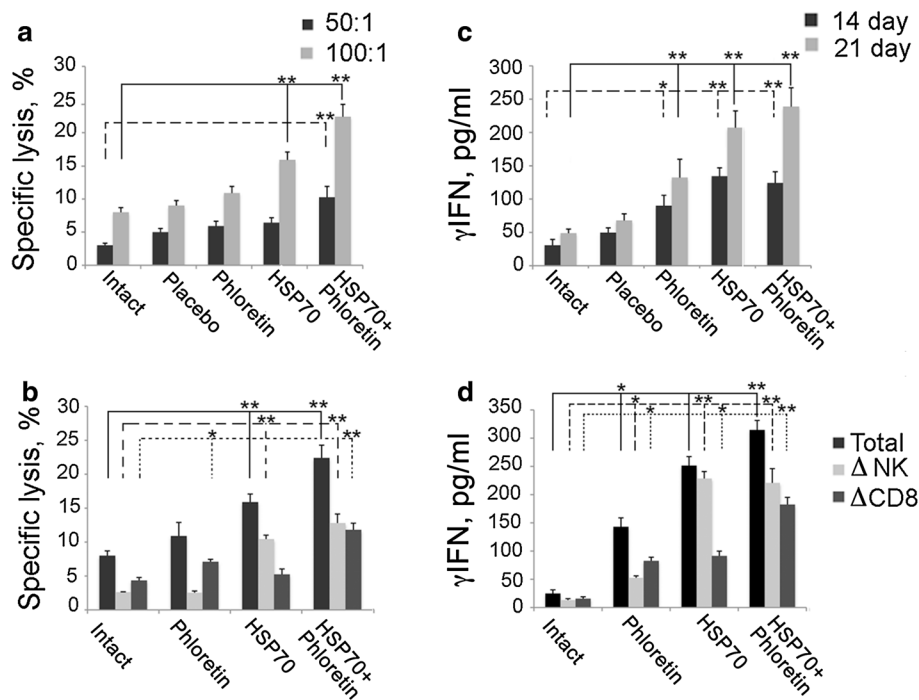 a
50:1
100:1
Specific lysis, %
30
25
20
15
10
5
0
**
**
**
Intact
Placebo
Phloretin
HSP70
HSP70+
Phloretin
c
14 day
21 day
γIFN, pg/ml
300
250
200
150
100
50
0
**
**
**
*
**
**
Intact
Placebo
Phloretin
HSP70
HSP70+
Phloretin
b
Specific lysis, %
30
25
20
15
10
5
0
**
**
**
**
*
**
Intact
Phloretin
HSP70
HSP70+
Phloretin
d
γIFN, pg/ml
350
300
250
200
150
100
50
0
*
**
*
**
**
*
*
**
Intact
Phloretin
HSP70
HSP70+
Phloretin
Total
Δ NK
ΔCD8